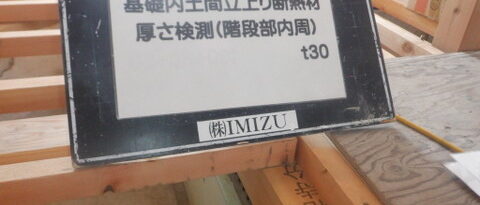 基礎内土間立上り断熱材
厚さ検測(階段部内周)
t30
㈱IMIZU